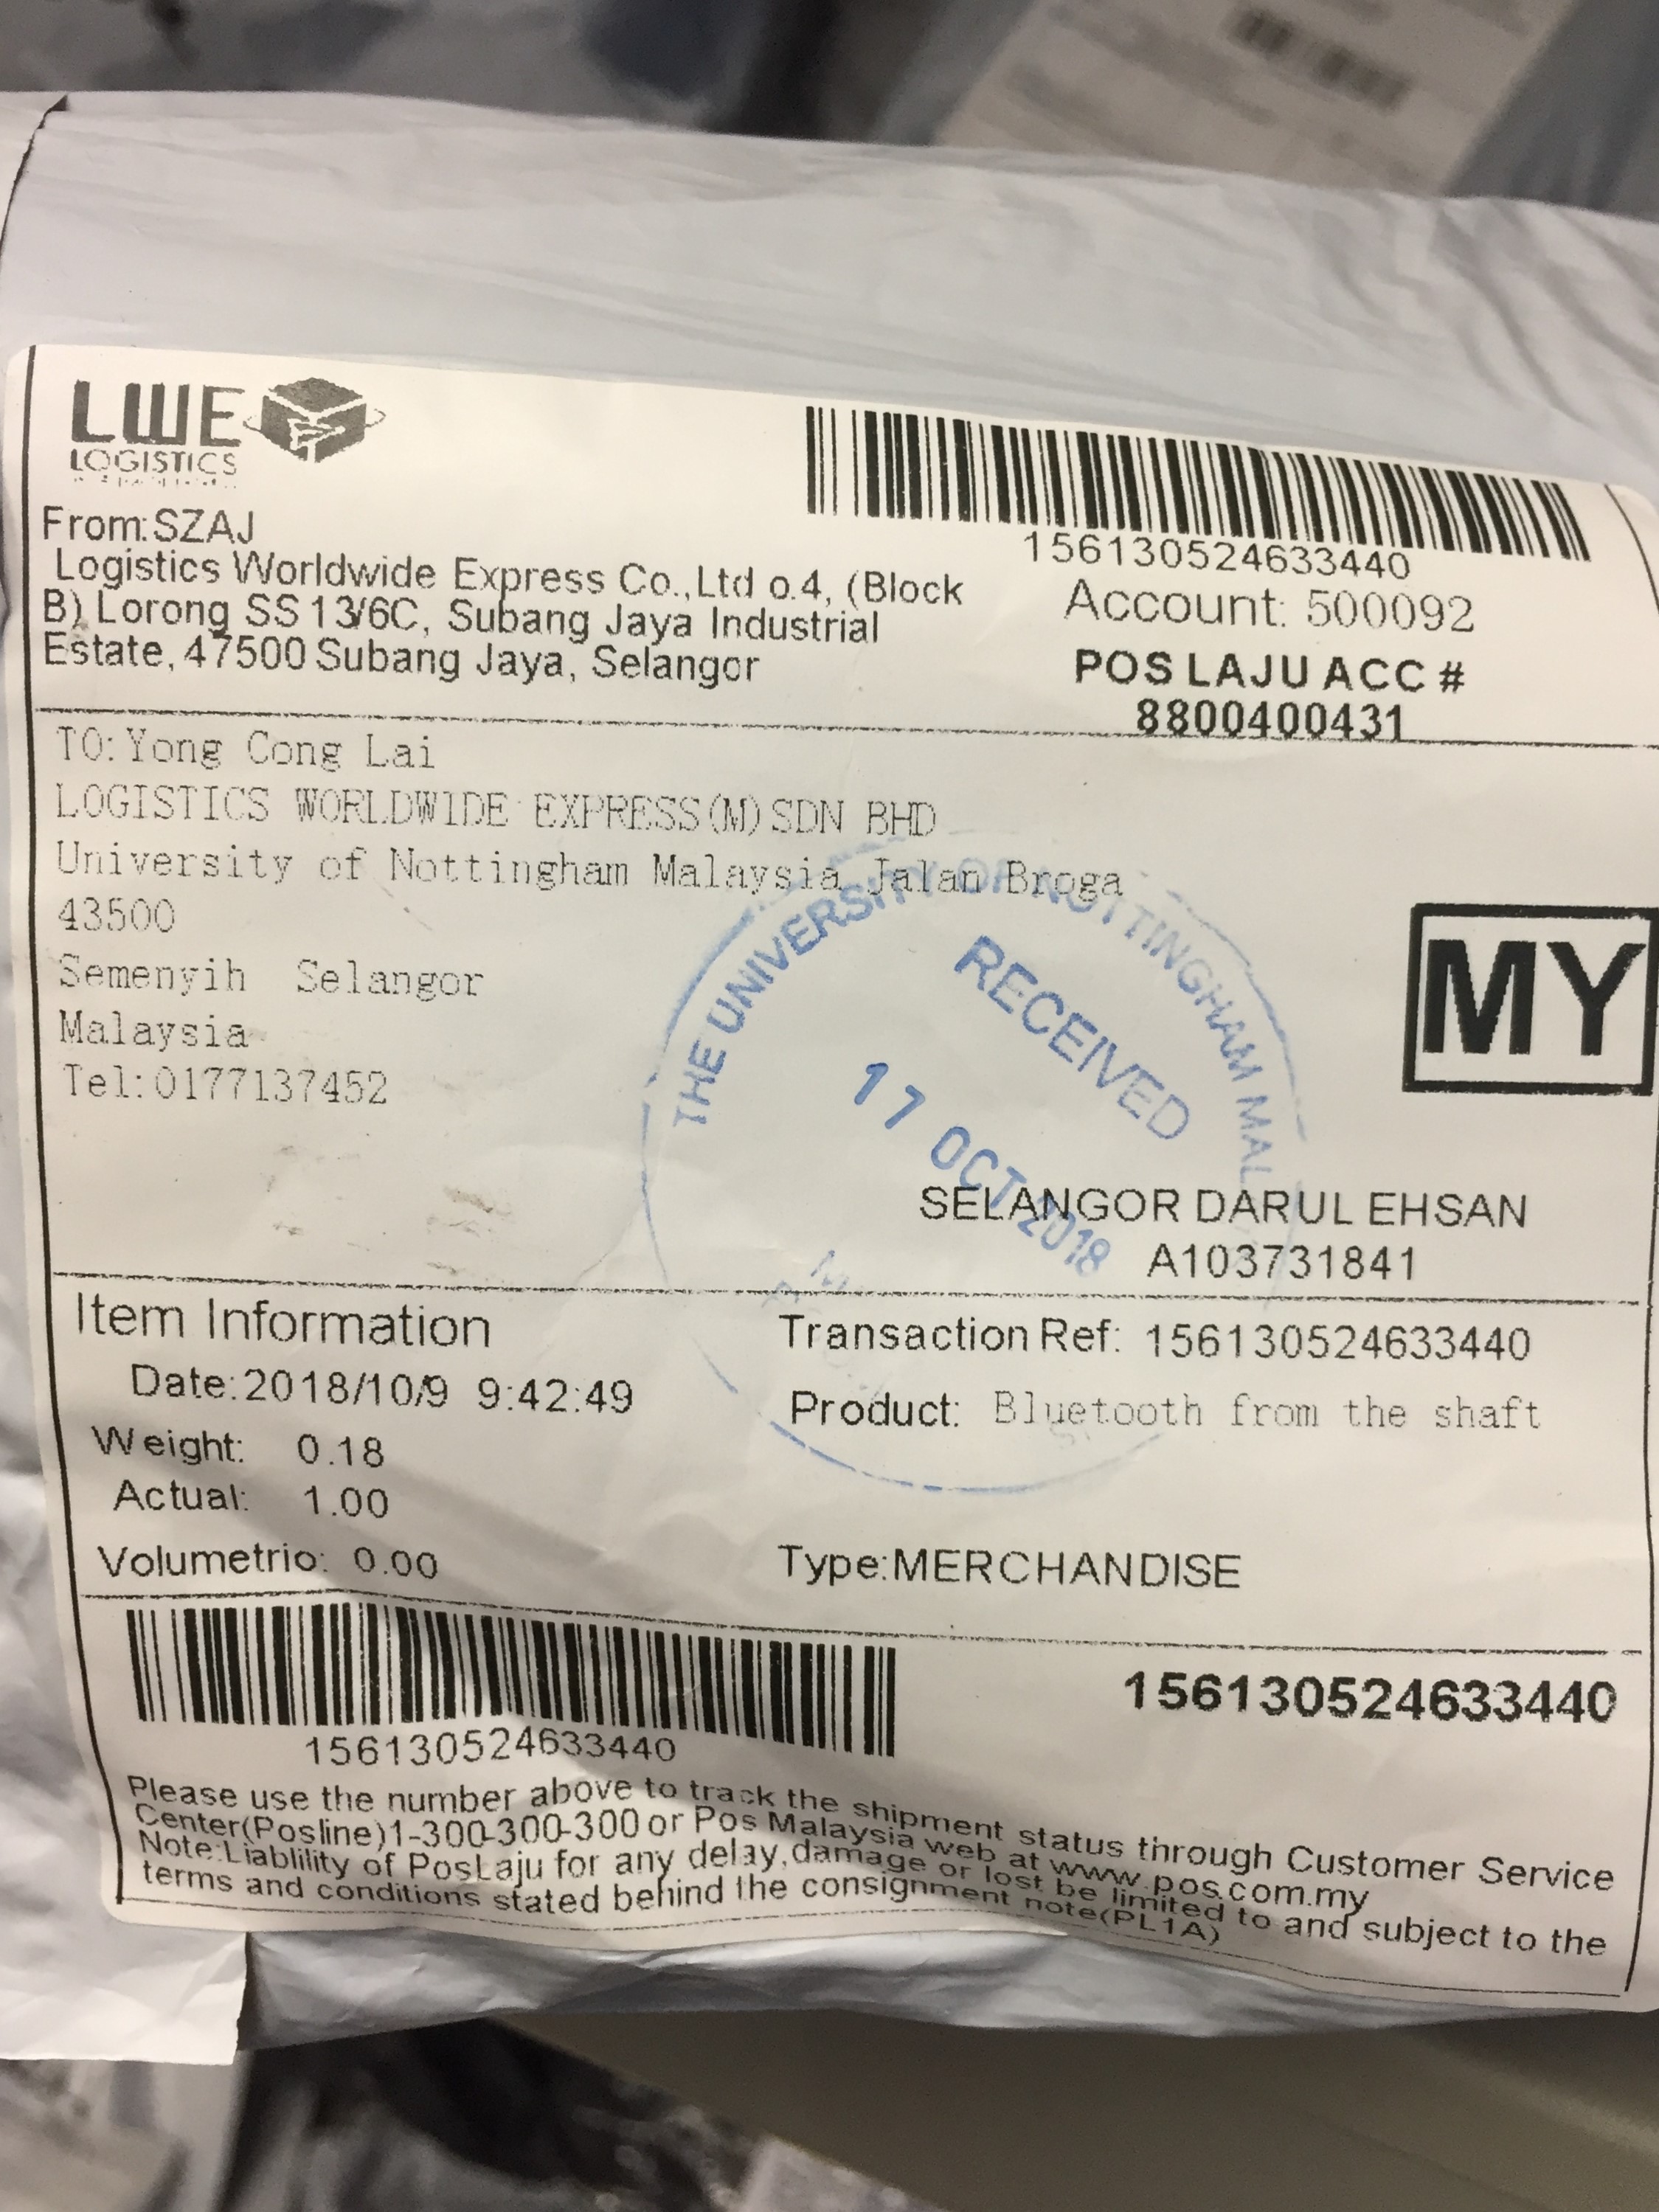 LWE
LOGISTICS
From:SZAJ
Logistics Worldwide Express Co.,Ltd o.4, (Block
B) Lorong SS 13/6C, Subang Jaya Industrial
Estate, 47500 Subang Jaya, Selangor
156130524633440
Account: 500092
POS LAJU ACC #
8800400431
TO:Yong Cong Lai
LOGISTICS WORLDWIDE EXPRESS(M)SDN BHD
University of Nottingham Malaysia Jalan Broga
43500
Semenyih Selangor
Malaysia
Tel:0177137452
MY
THE UNIVERSITY OF NOTTINGHAM MAL
RECEIVED
17 OCT 2018
SELANGOR DARUL EHSAN
A103731841
Item Information
Date:2018/10/9 9:42:49
Weight: 0.18
Actual: 1.00
Volumetrio: 0.00
Transaction Ref: 156130524633440
Product: Bluetooth from the shaft
Type:MERCHANDISE
156130524633440
156130524633440
Please use the number above to track the shipment status through Customer Service
Center(Posline)1-300-300-300 or Pos Malaysia web at www.pos.com.my
Note:Liablility of PosLaju for any delay,damage or lost be limited to and subject to the
terms and conditions stated behind the consignment note(PL1A)